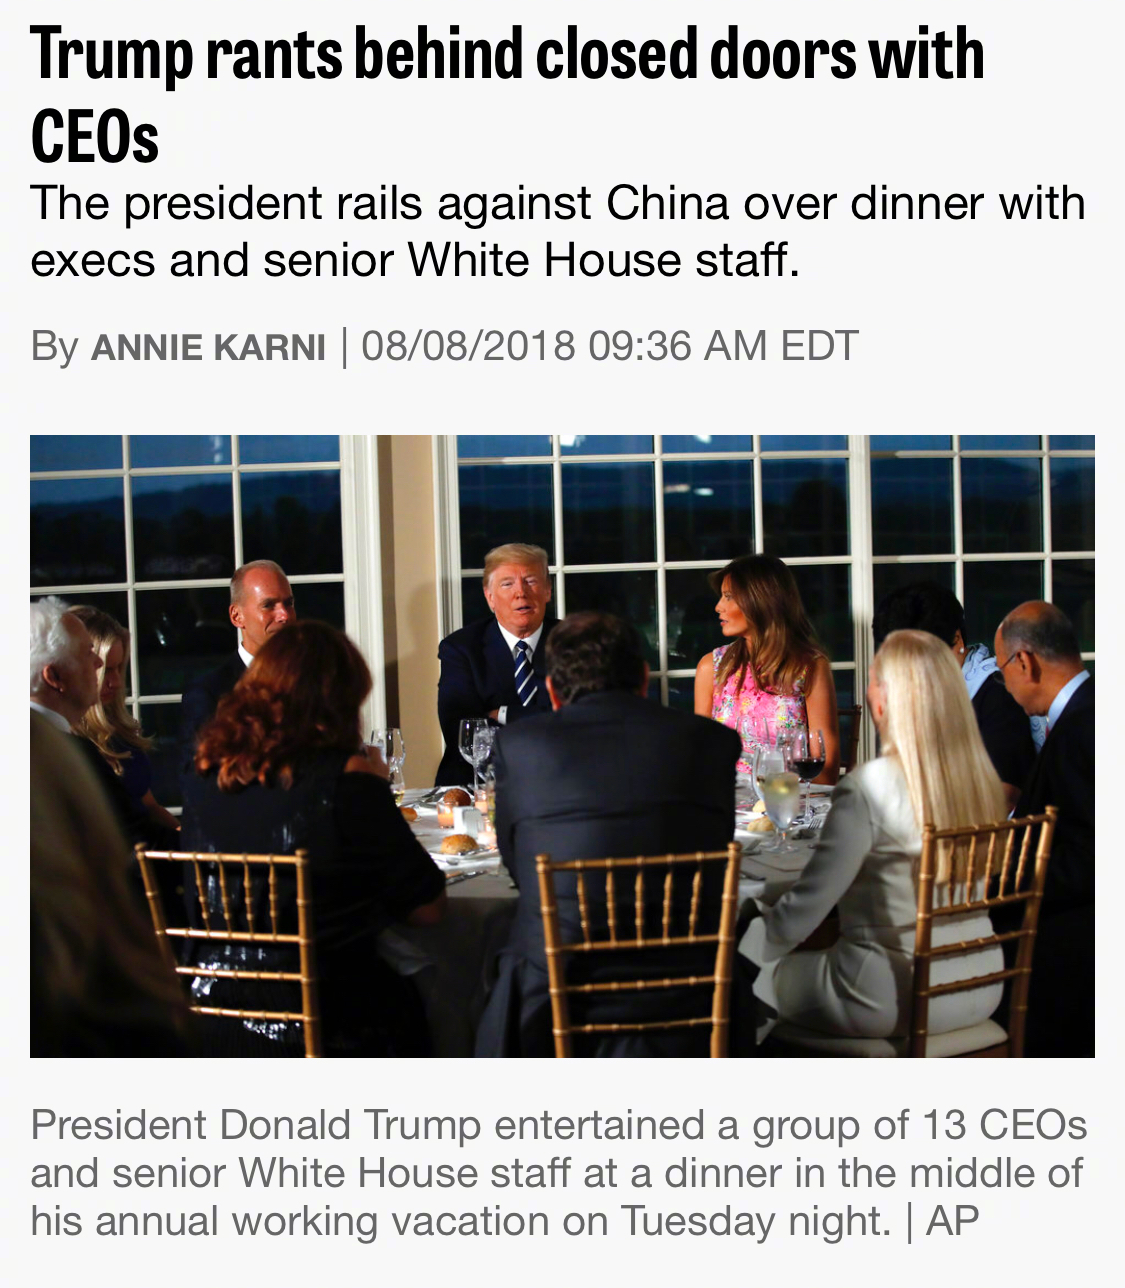 Trump rants behind closed doors with
CEOs
The president rails against China over dinner with
execs and senior White House staff.
By ANNIE KARNI | 08/08/2018 09:36 AM EDT
President Donald Trump entertained a group of 13 CEOs
and senior White House staff at a dinner in the middle of
his annual working vacation on Tuesday night. | AP